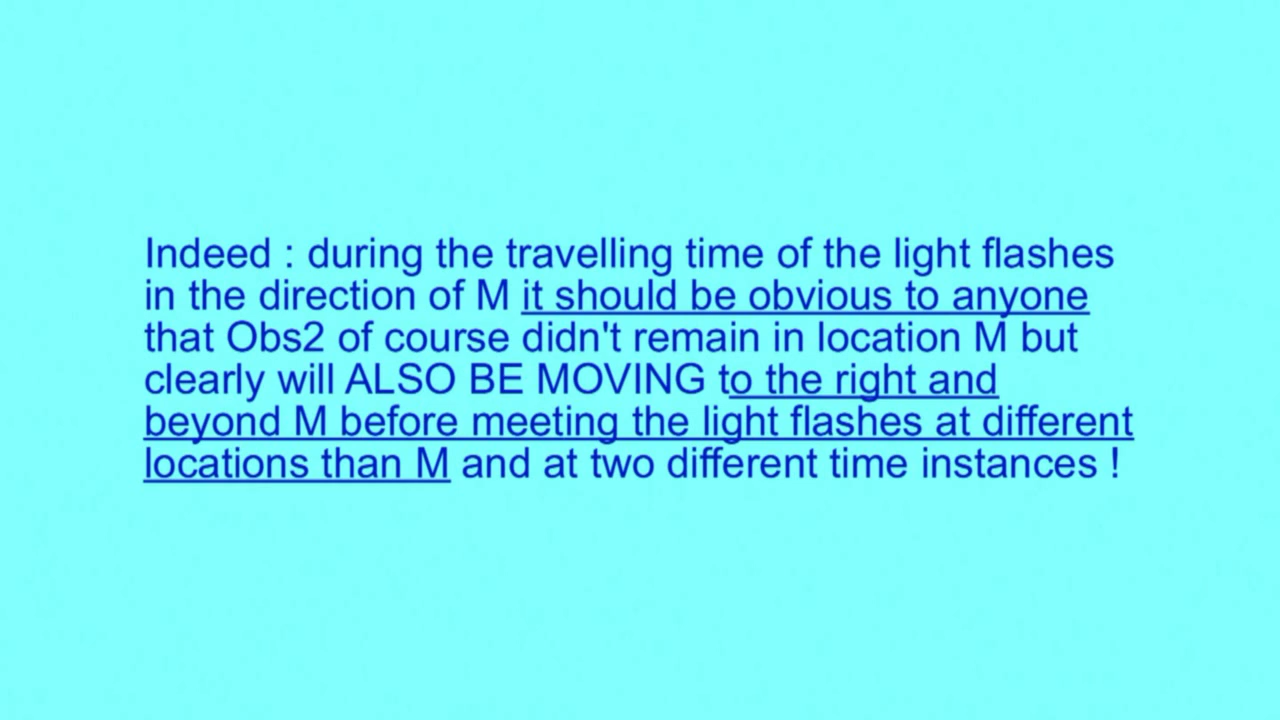 Indeed : during the travelling time of the light flashes
in the direction of M it should be obvious to anyone
that Obs2 of course didn't remain in location M but
clearly will ALSO BE MOVING to the right and
beyond M before meeting the light flashes at different
locations than M and at two different time instances !